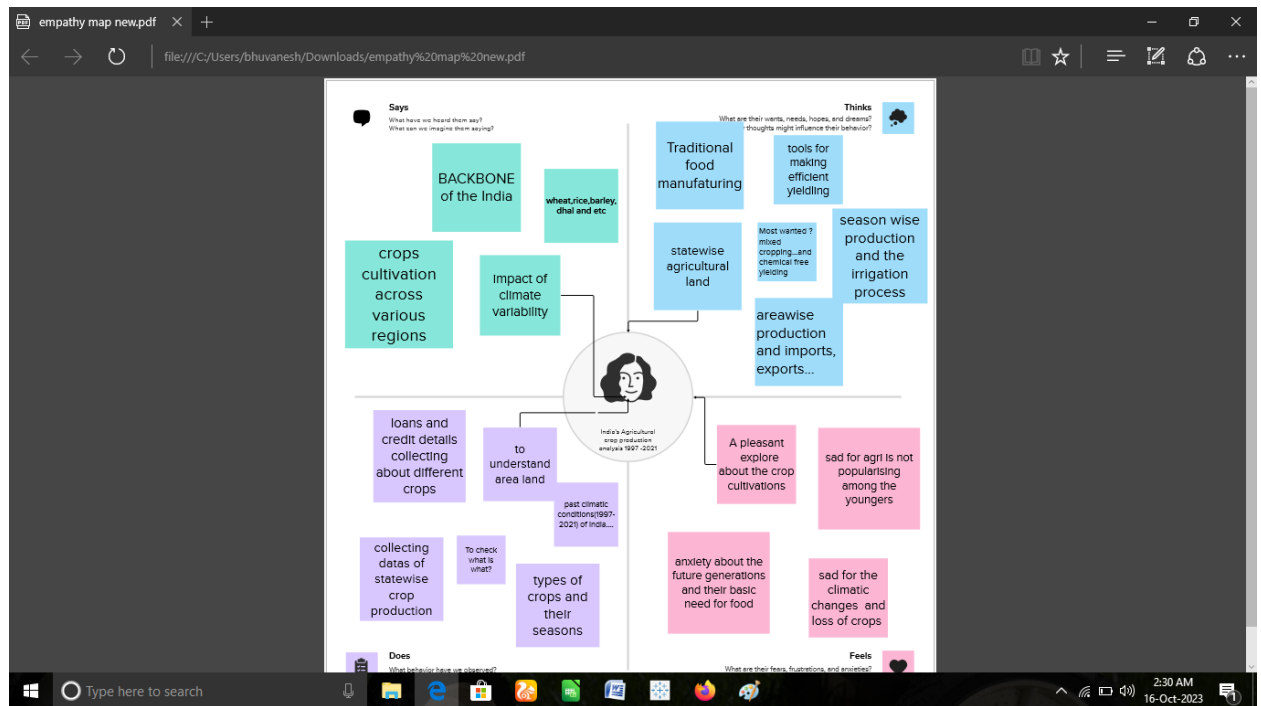 empathy map new.pdf
file:///C:/Users/bhuvanesh/Downloads/empathy%20map%20new.pdf
Says
What have we heard them say?
What can we imagine them saying?
BACKBONE
of the India
wheat,rice,barley,
dhal and etc
crops
cultivation
across
various
regions
Impact of
climate
variability
Thinks
What are their wants, needs, hopes, and dreams?
thoughts might influence their behavior?
Traditional
food
manufaturing
tools for
making
efficient
yieldling
statewise
agricultural
land
Most wanted ?
mixed
cropping...and
chemical free
yielding
season wise
production
and the
irrigation
process
areawise
production
and imports,
exports...
India's Agricultural
crop production
analysis 1997 -2021
loans and
credit details
collecting
about different
crops
to
understand
area land
past climatic
conditions(1997-
2021) of India....
collecting
datas of
statewise
crop
production
To check
what is
what?
types of
crops and
their
seasons
Does
What behavior have we observed?
A pleasant
explore
about the crop
cultivations
sad for agri is not
popularising
among the
youngers
anxiety about the
future generations
and their basic
need for food
sad for the
climatic
changes and
loss of crops
Feels
What are their fears, frustrations, and anxieties?
Type here to search
2:30 AM
16-Oct-2023